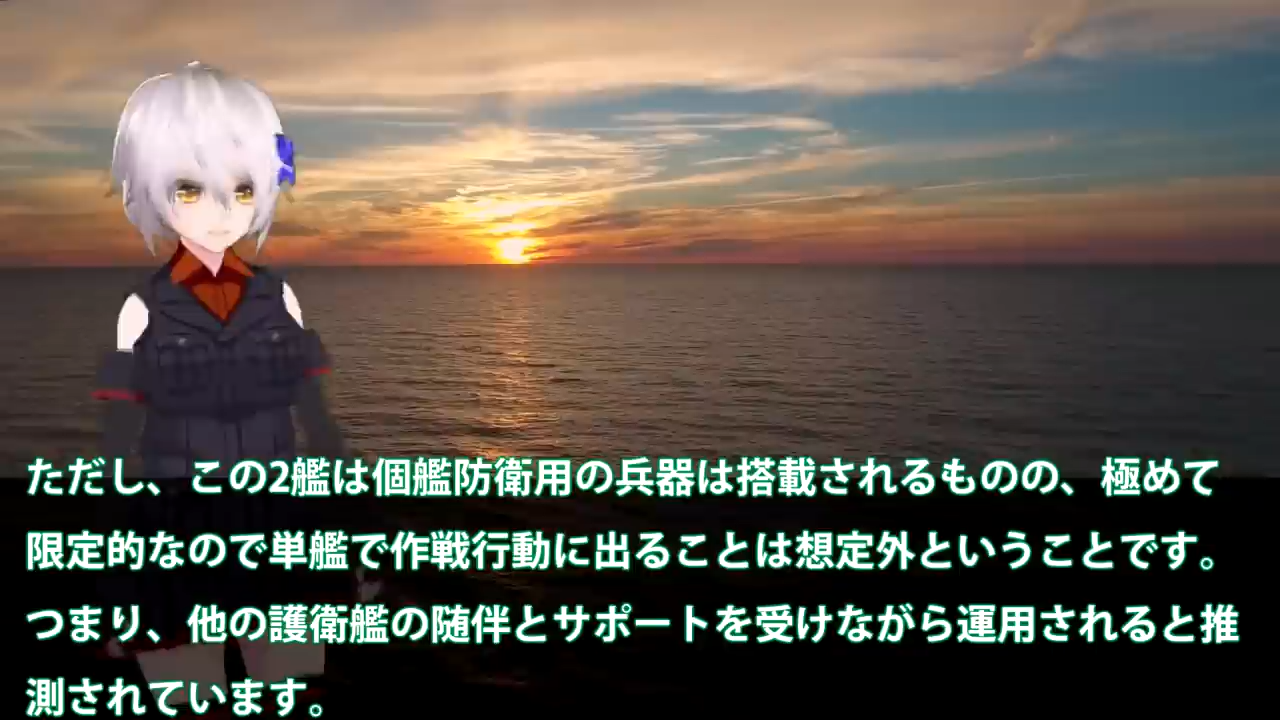 ただし、この2艦は個艦防衛用の兵器は搭載されるものの、極めて
限定的なので単艦で作戦行動に出ることは想定外ということです。
つまり、他の護衛艦の随伴とサポートを受けながら運用されると推
測されています。